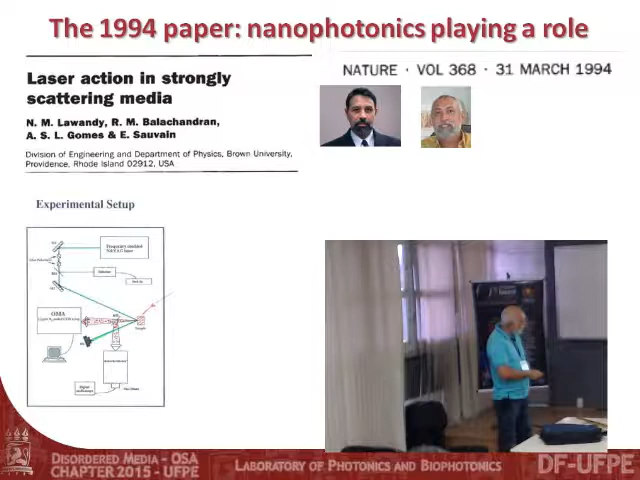 The 1994 paper: nanophotonics playing a role
Laser action in strongly
scattering media
N. M. Lawandy, R. M. Balachandran,
A. S. L. Gomes & E. Sauvain
Division of Engineering and Department of Physics, Brown University,
Providence, Rhode Island 02912, USA
NATURE · VOL 368 · 31 MARCH 1994
Experimental Setup
OMA
DISORDERED MEDIA - OSA
CHAPTER 2015 - UFPE
LABORATORY OF PHOTONICS AND BIOPHOTONICS
DF-UFPE